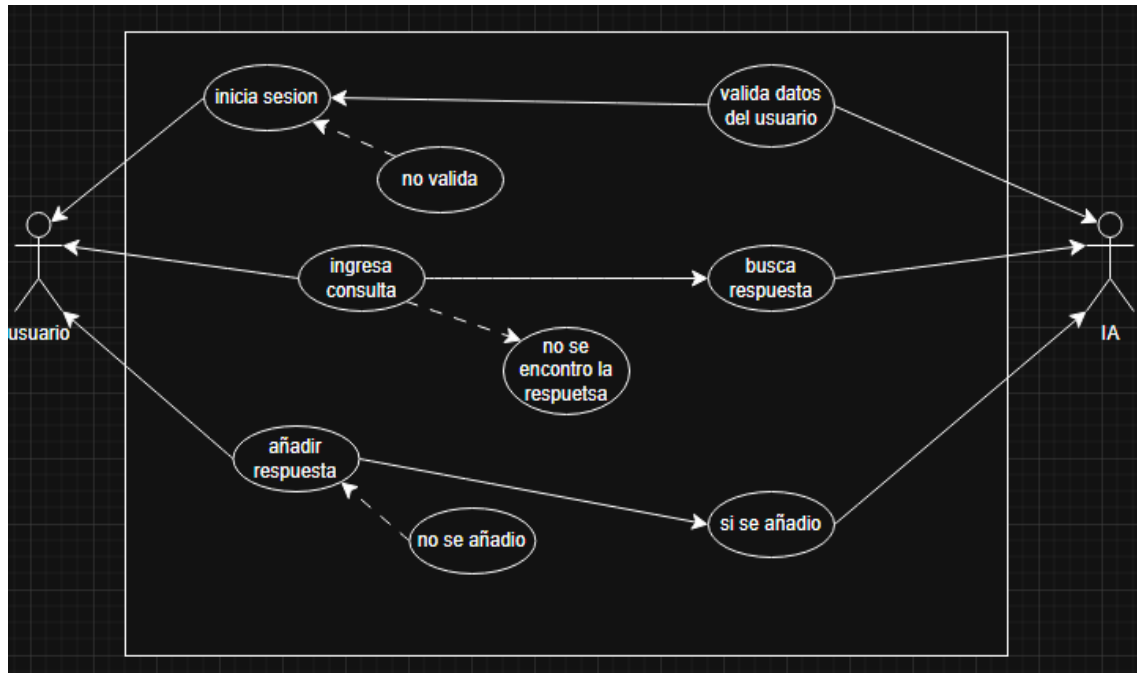 inicia sesion
valida datos
del usuario
no valida
ingresa
consulta
busca
respuesta
usuario
IA
no se
encontro la
respuetsa
añadir
respuesta
si se añadio
no se añadio